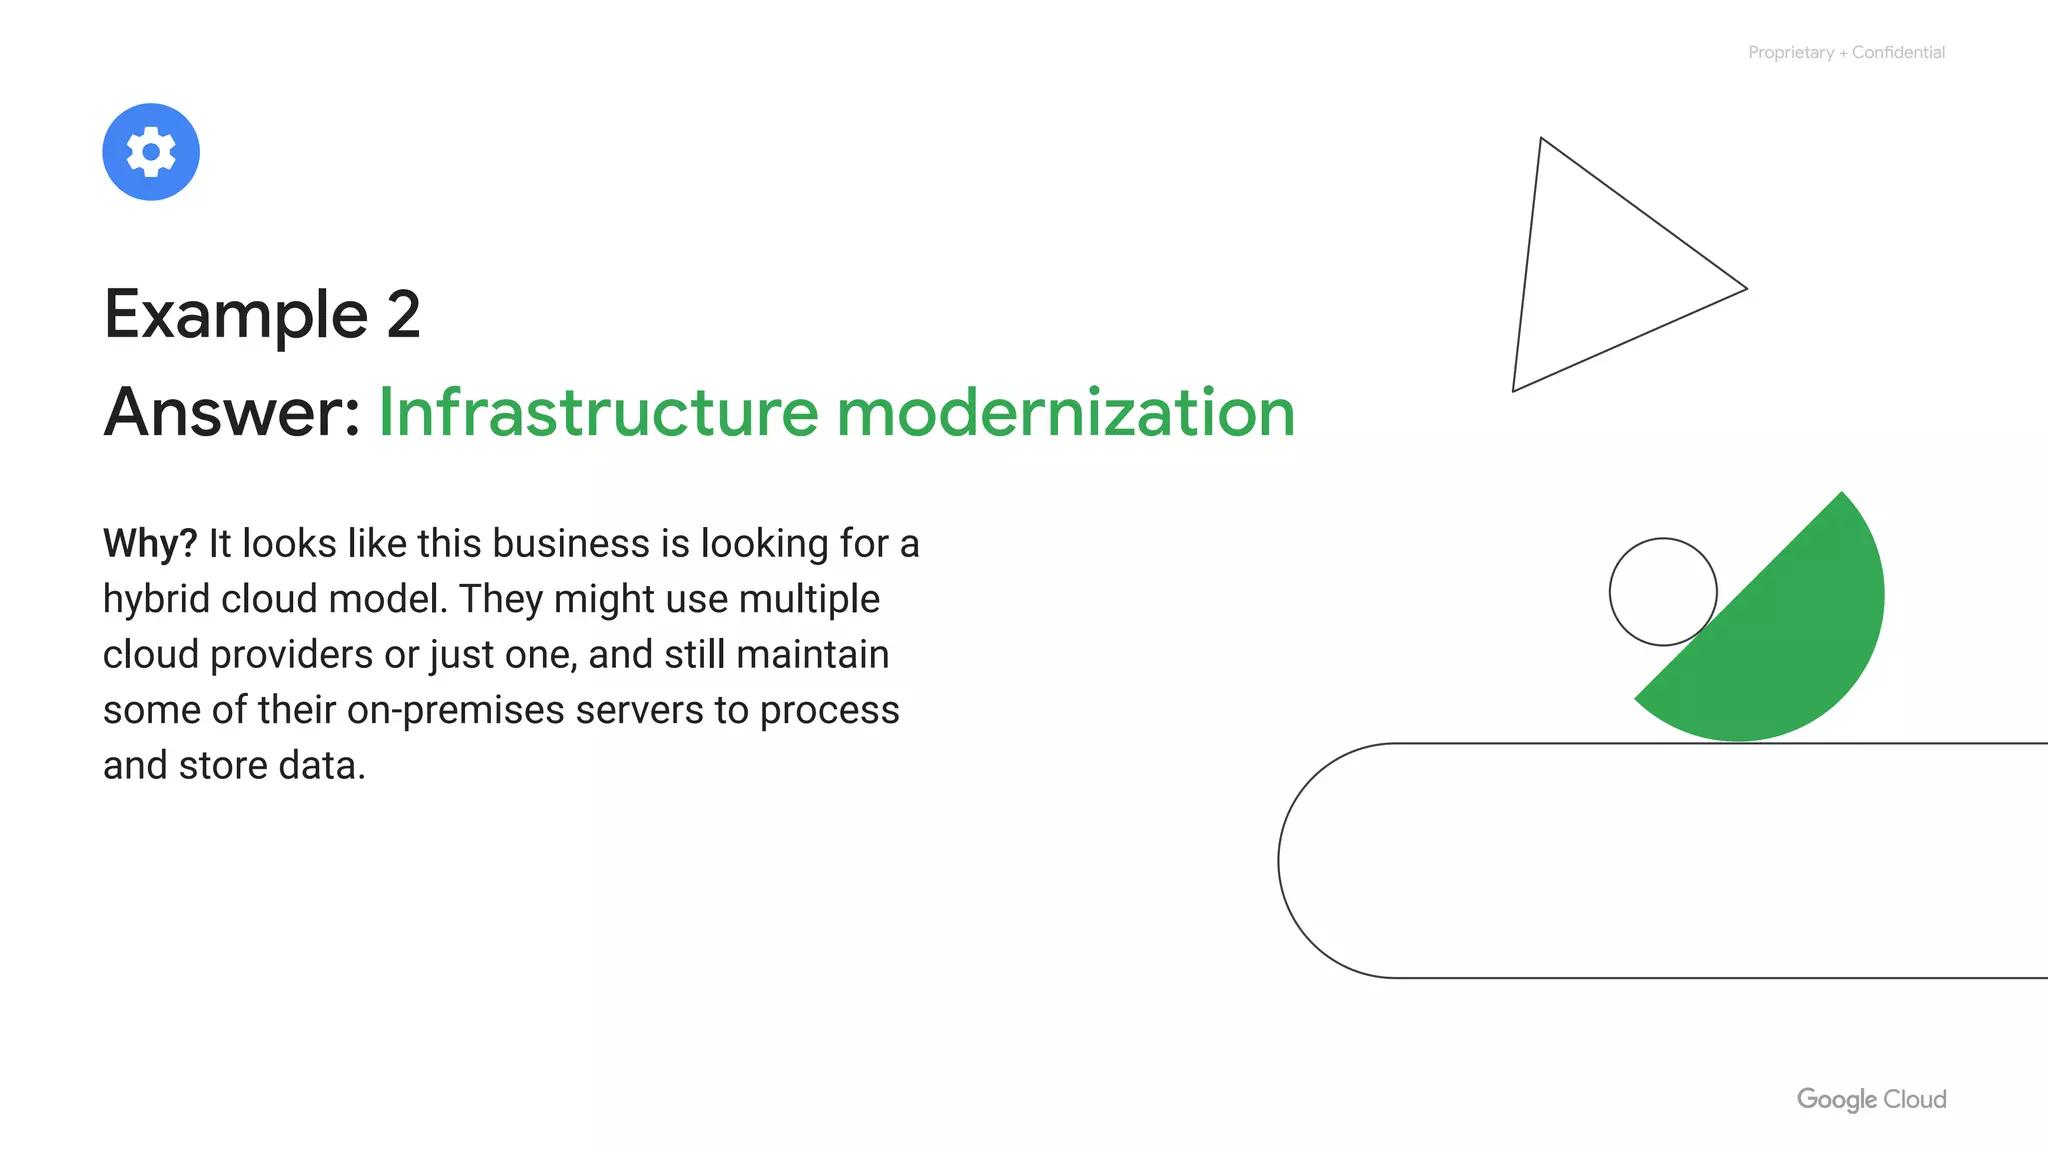 Proprietary + Confidential
Example 2
Answer: Infrastructure modernization
Why? It looks like this business is looking for a
hybrid cloud model. They might use multiple
cloud providers or just one, and still maintain
some of their on-premises servers to process
and store data.
Google Cloud